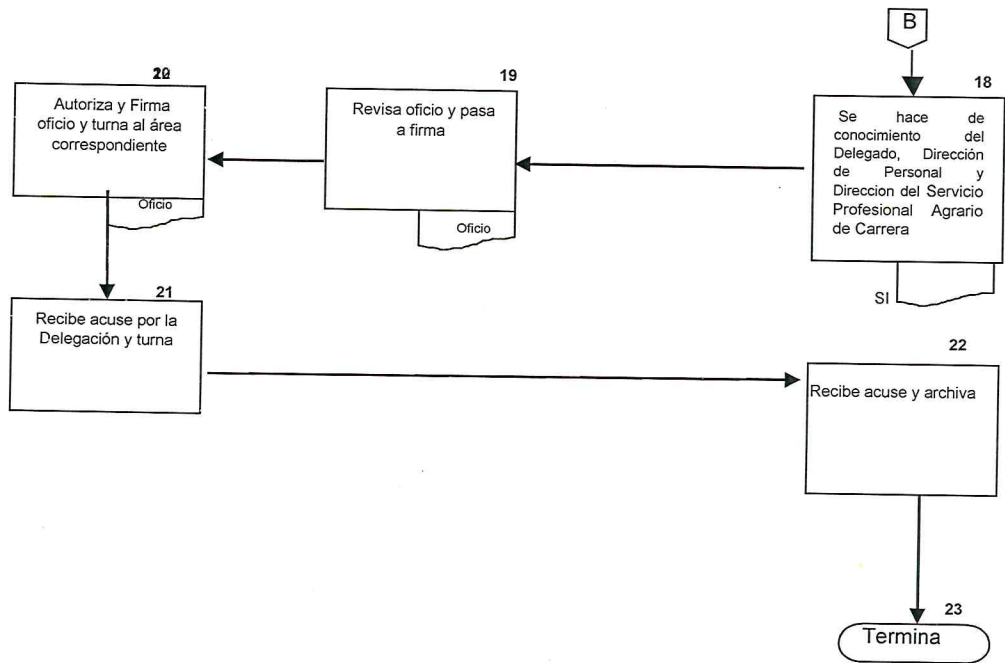 B
18
Se hace de
conocimiento del
Delegado, Dirección
de Personal y
Direccion del Servicio
Profesional Agrario
de Carrera
SI
19
Revisa oficio y pasa
a firma
Oficio
20
Autoriza y Firma
oficio y turna al área
correspondiente
Oficio
21
Recibe acuse por la
Delegación y turna
22
Recibe acuse y archiva
23
Termina